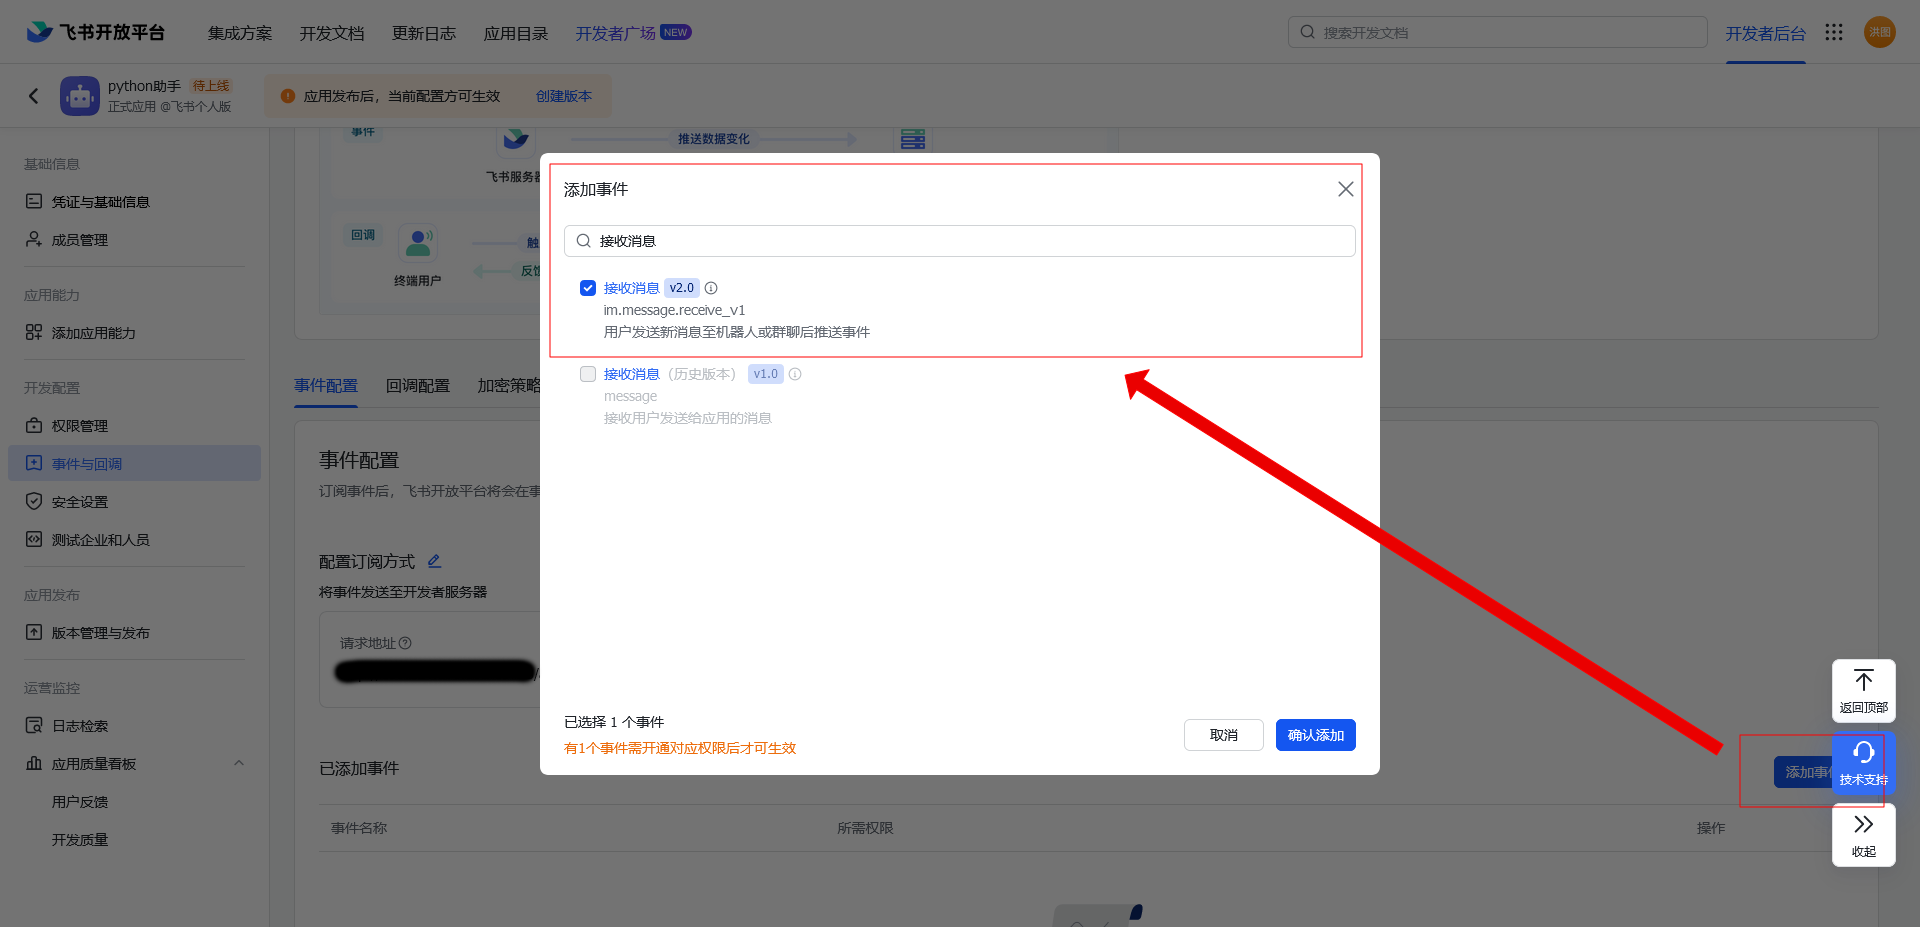 飞书开放平台
集成方案
开发文档
更新日志
应用目录
开发者广场 NEW
搜索开发文档
开发者后台
洪图
python助手 待上线
正式应用 @飞书个人版
应用发布后，当前配置方可生效
创建版本
基础信息
凭证与基础信息
成员管理
应用能力
添加应用能力
开发配置
权限管理
事件与回调
安全设置
测试企业和人员
应用发布
版本管理与发布
运营监控
日志检索
应用质量看板
用户反馈
开发质量
事件
推送数据变化
飞书服务器
回调
终端用户
触
反馈
事件配置
回调配置
加密策略
事件配置
订阅事件后，飞书开放平台将会在事
配置订阅方式
将事件发送至开发者服务器
请求地址
已添加事件
添加事件
事件名称
所需权限
操作
添加事件
接收消息
接收消息 v2.0
im.message.receive_v1
用户发送新消息至机器人或群聊后推送事件
接收消息（历史版本） v1.0
message
接收用户发送给应用的消息
已选择 1 个事件
有1个事件需开通对应权限后才可生效
取消
确认添加
返回顶部
技术支持
收起